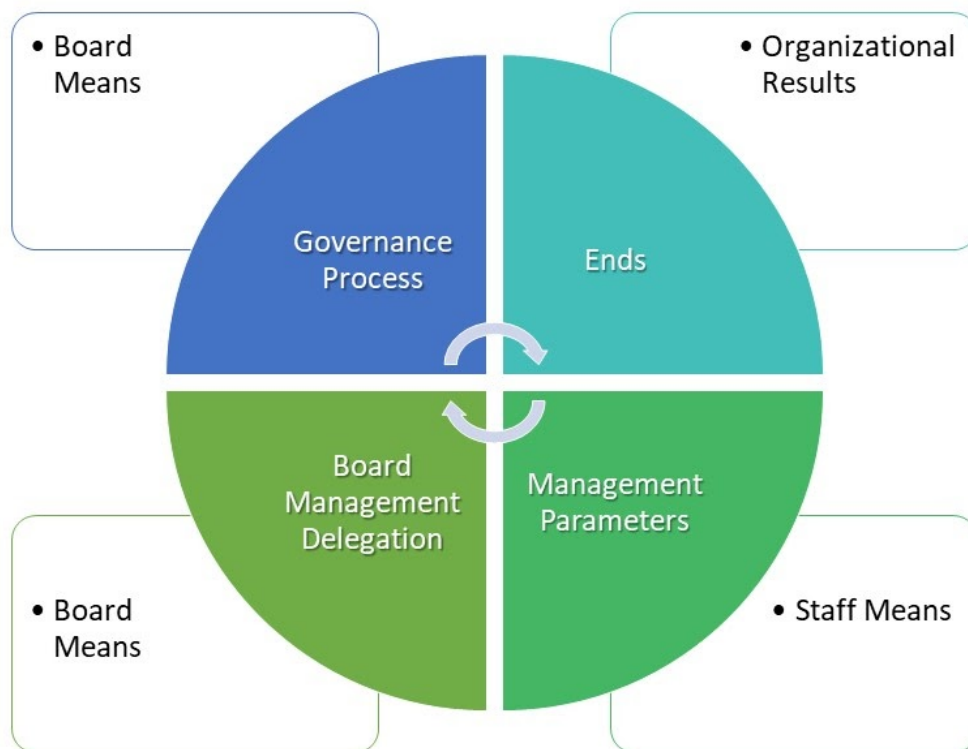 • Board
Means
• Organizational
Results
Governance
Process
Ends
Board
Management
Delegation
Management
Parameters
• Board
Means
• Staff Means